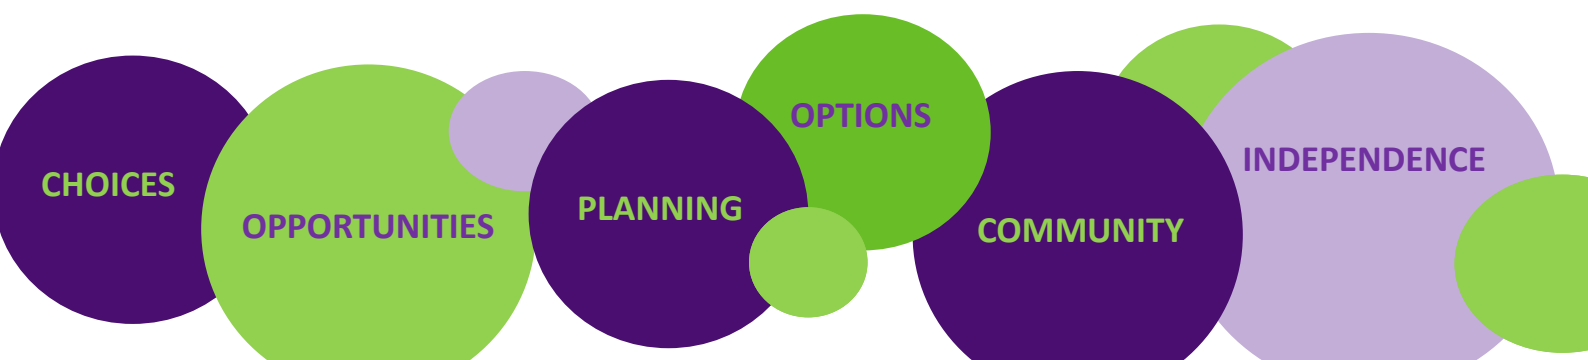 CHOICES
OPPORTUNITIES
PLANNING
OPTIONS
COMMUNITY
INDEPENDENCE